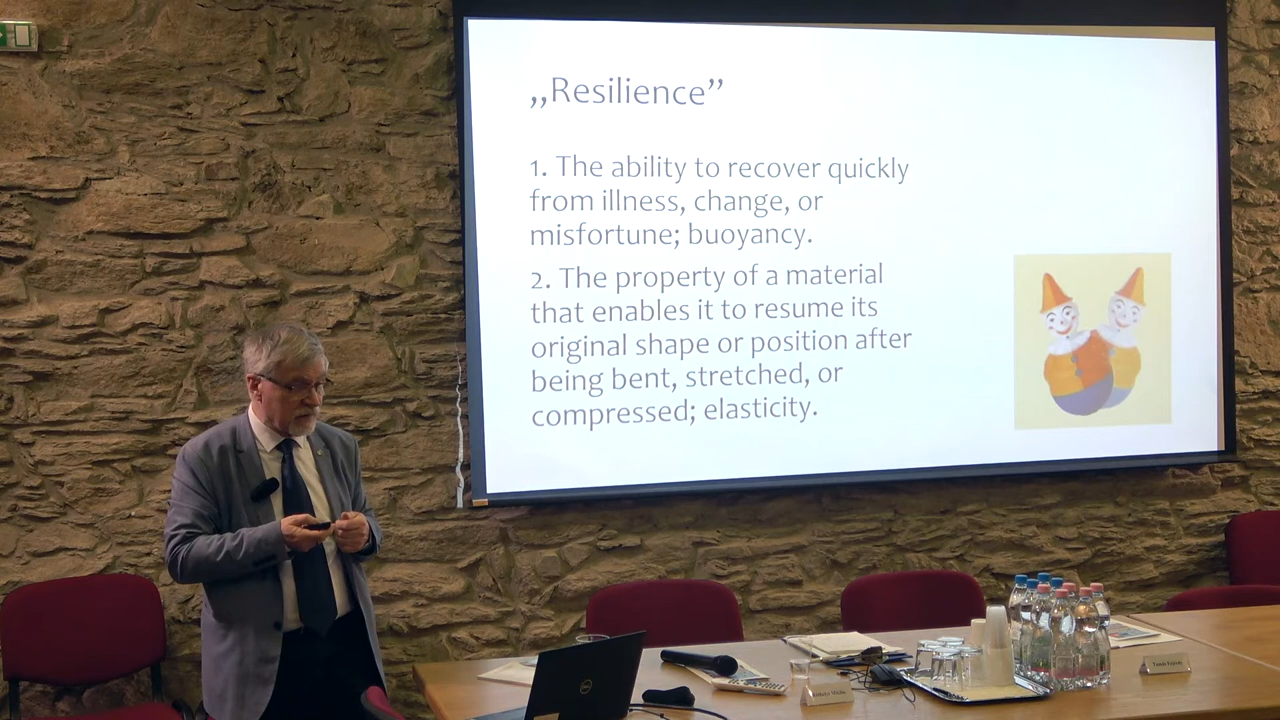 „Resilience”
1. The ability to recover quickly
from illness, change, or
misfortune; buoyancy.
2. The property of a material
that enables it to resume its
original shape or position after
being bent, stretched, or
compressed; elasticity.
DELL